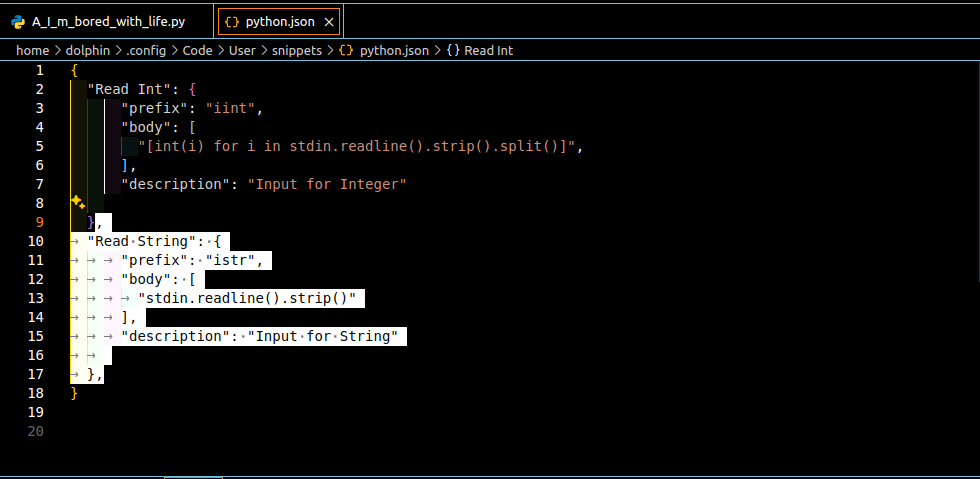 A_I_m_bored_with_life.py
{} python.json ×
home > dolphin > .config > Code > User > snippets > {} python.json > {} Read Int
1 {
2 "Read Int": {
3 "prefix": "iint",
4 "body": [
5 "[int(i) for i in stdin.readline().strip().split()]",
6 ],
7 "description": "Input for Integer"
8
9 },
10 "Read·String":·{
11 "prefix":·"istr",
12 "body":·[
13 "stdin.readline().strip()"
14 ],
15 "description":·"Input·for·String"
16
17 },
18 }
19
20